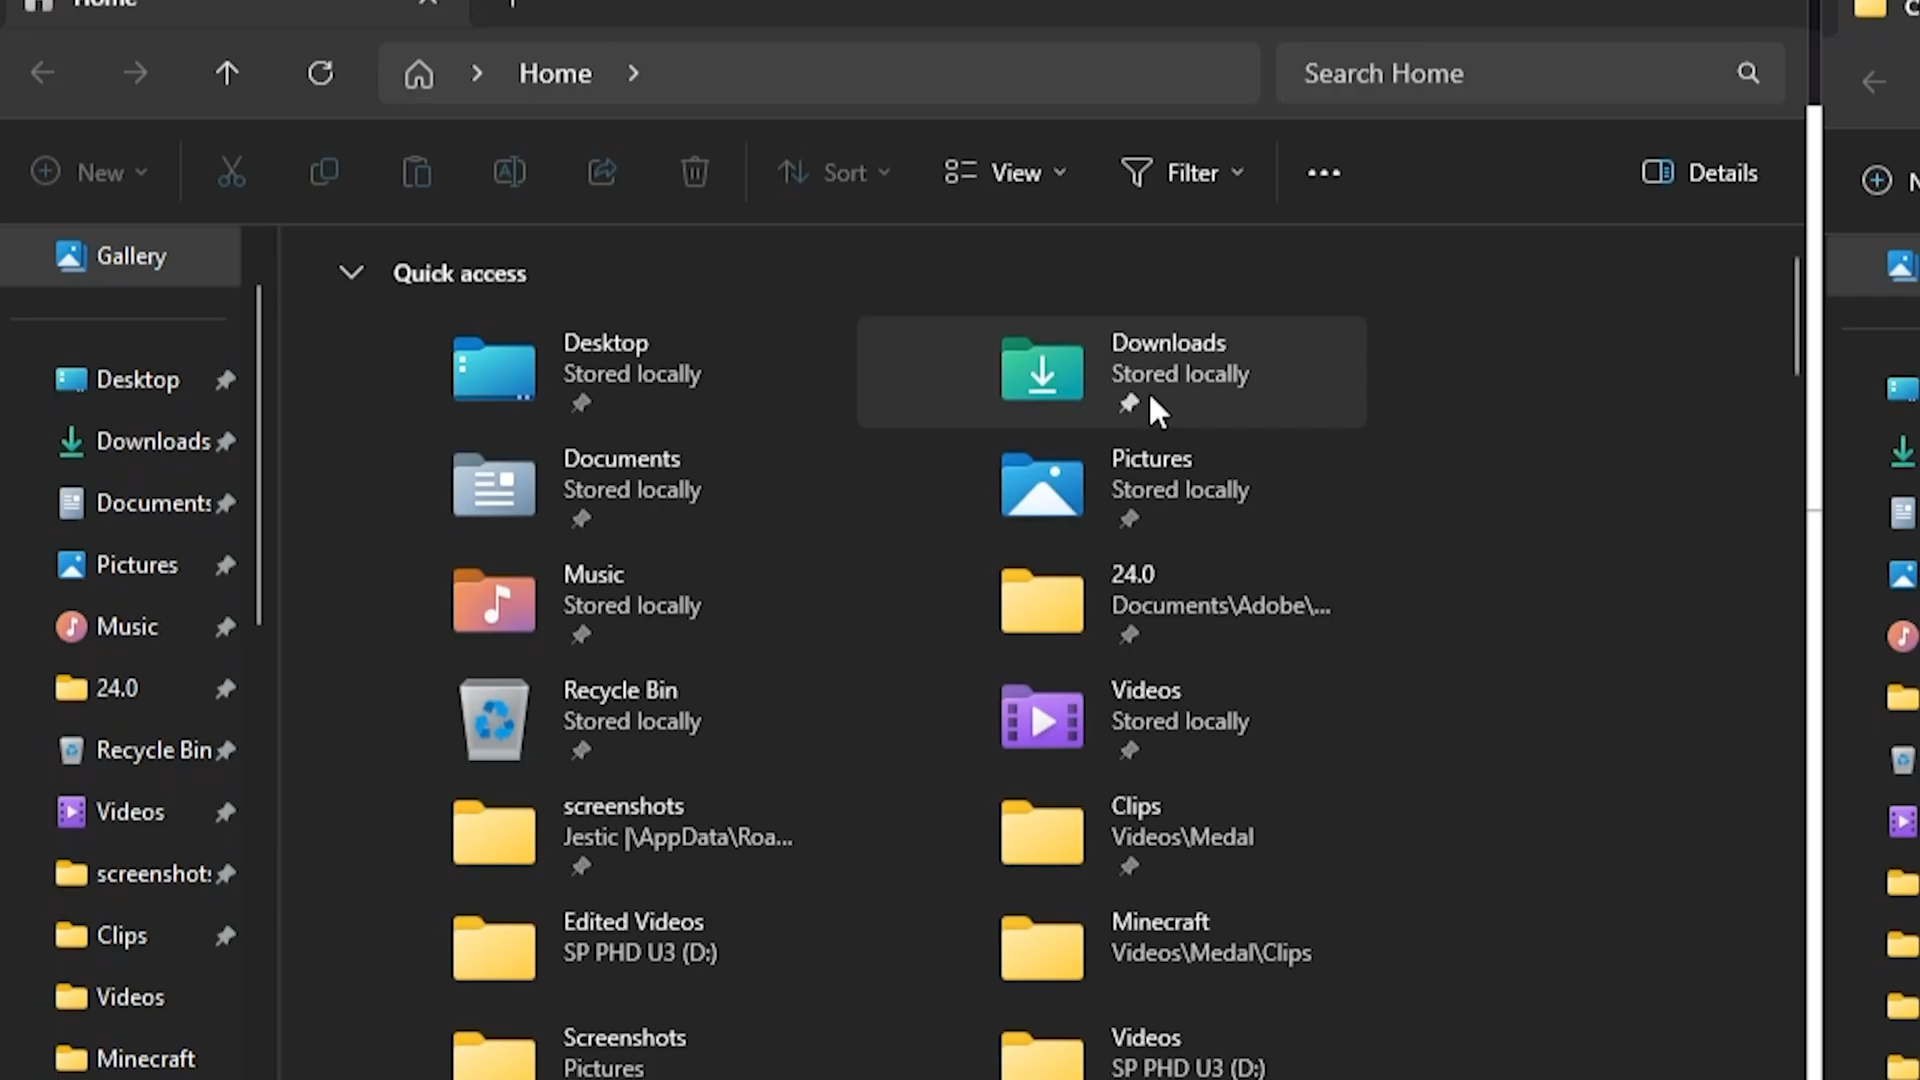 Home
Home
Search Home
New
Sort
View
Filter
Details
Gallery
Desktop
Downloads
Documents
Pictures
Music
24.0
Recycle Bin
Videos
screenshots
Clips
Videos
Minecraft
Quick access
Desktop
Stored locally
Downloads
Stored locally
Documents
Stored locally
Pictures
Stored locally
Music
Stored locally
24.0
Documents\Adobe\...
Recycle Bin
Stored locally
Videos
Stored locally
screenshots
Jestic |\AppData\Roa...
Clips
Videos\Medal
Edited Videos
SP PHD U3 (D:)
Minecraft
Videos\Medal\Clips
Screenshots
Pictures
Videos
SP PHD U3 (D:)